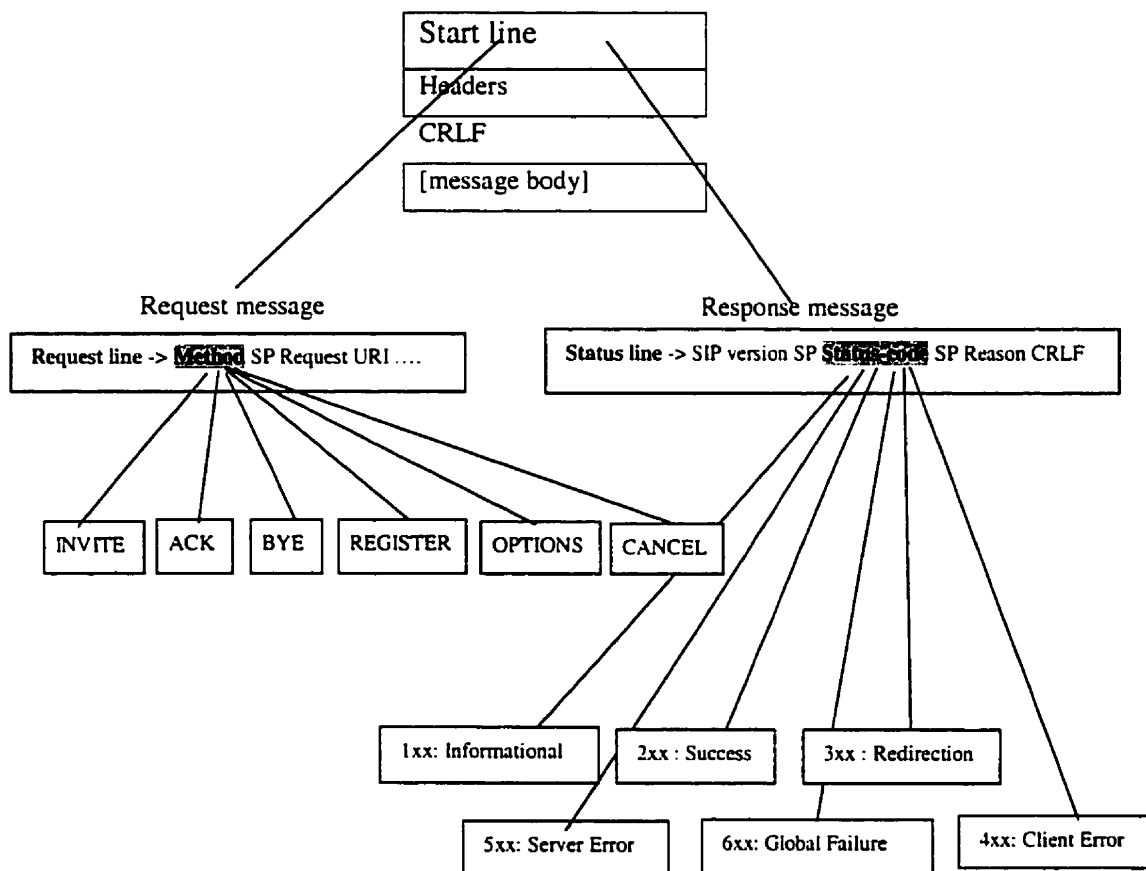 Start line
Headers
CRLF
[message body]
Request message
Response message
Request line -> Method SP Request URI ....
Status line -> SIP version SP Status-code SP Reason CRLF
INVITE
ACK
BYE
REGISTER
OPTIONS
CANCEL
1xx: Informational
2xx : Success
3xx : Redirection
5xx: Server Error
6xx: Global Failure
4xx: Client Error